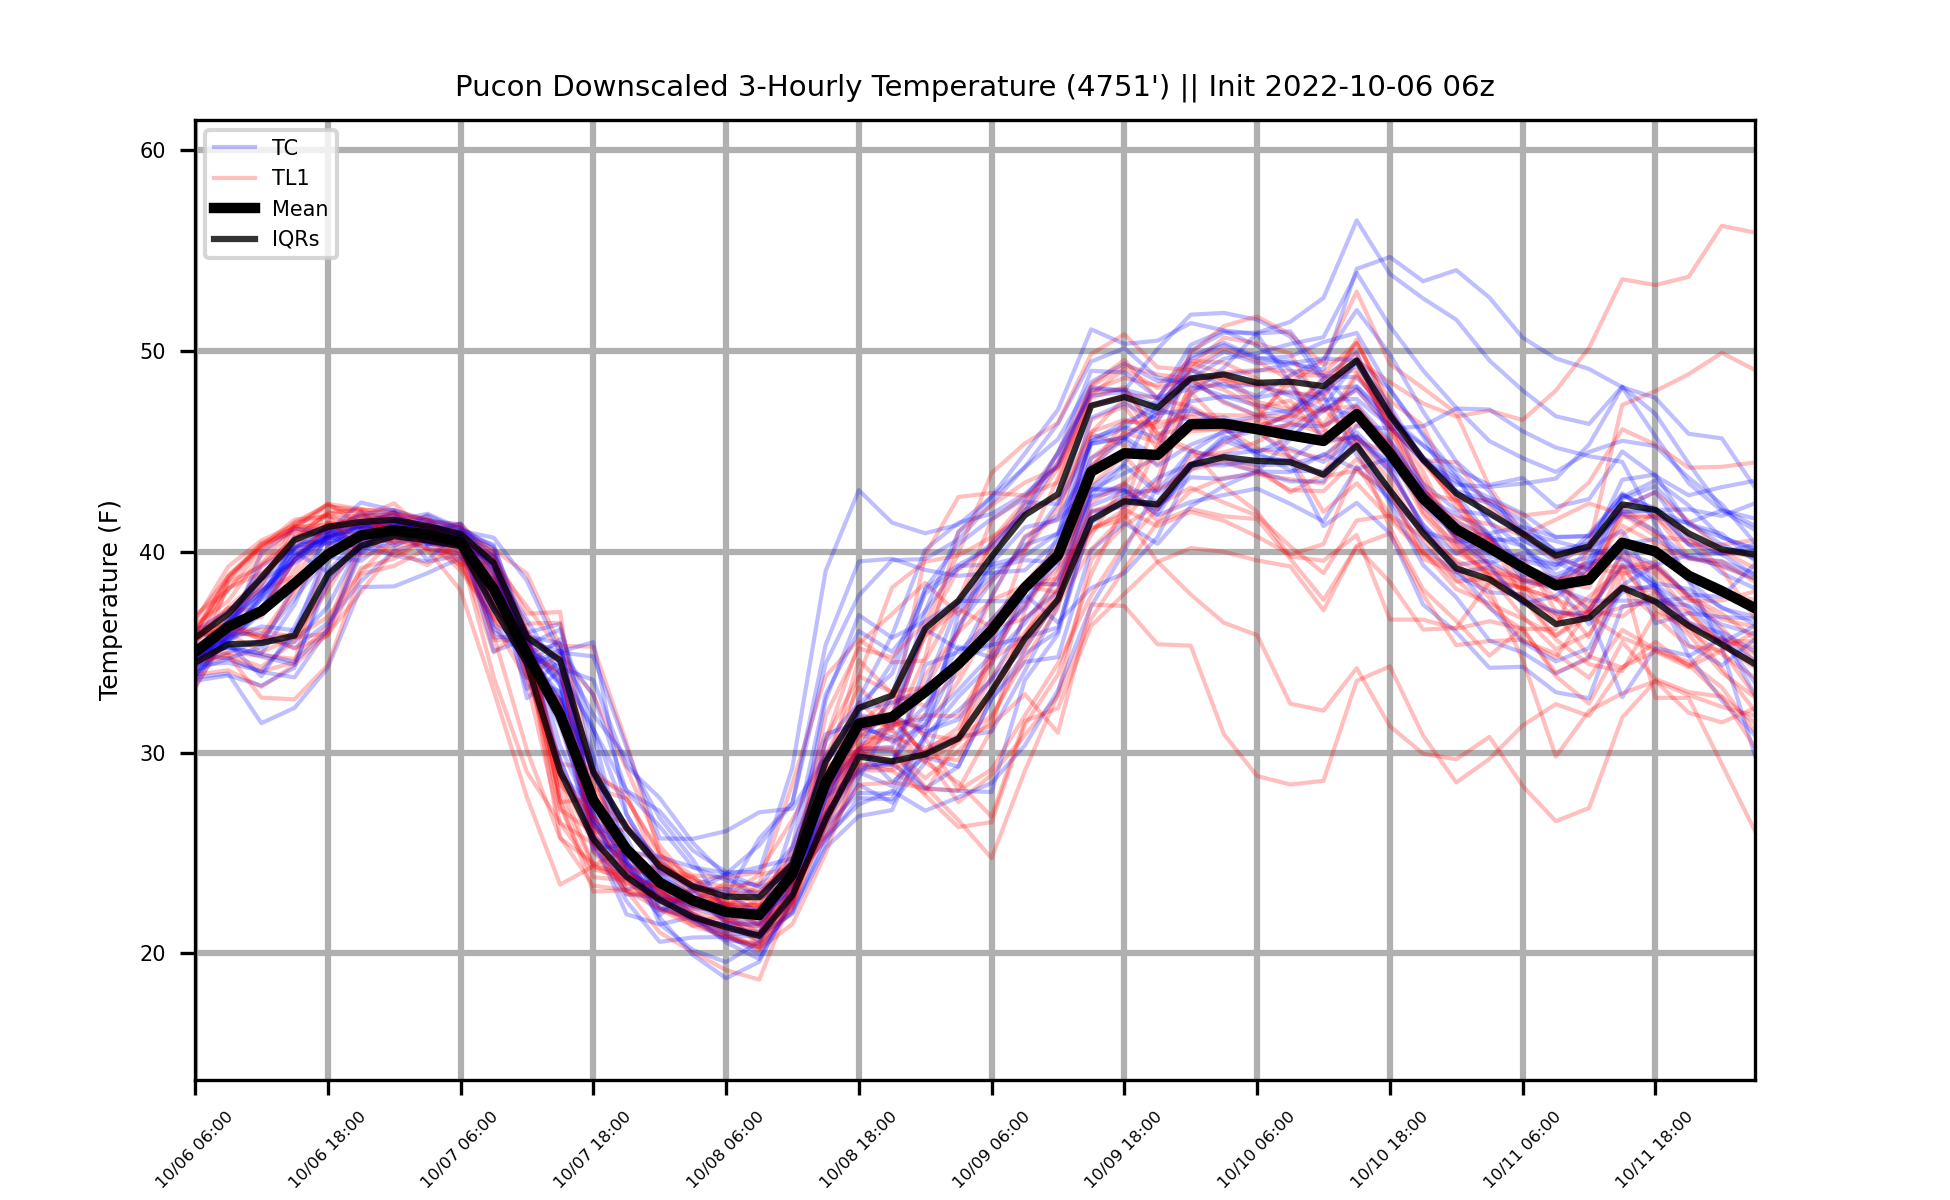 Pucon Downscaled 3-Hourly Temperature (4751') || Init 2022-10-06 06z
TC
TL1
Mean
IQRs
Temperature (F)
60
50
40
30
20
10/06 06:00
10/06 18:00
10/07 06:00
10/07 18:00
10/08 06:00
10/08 18:00
10/09 06:00
10/09 18:00
10/10 06:00
10/10 18:00
10/11 06:00
10/11 18:00